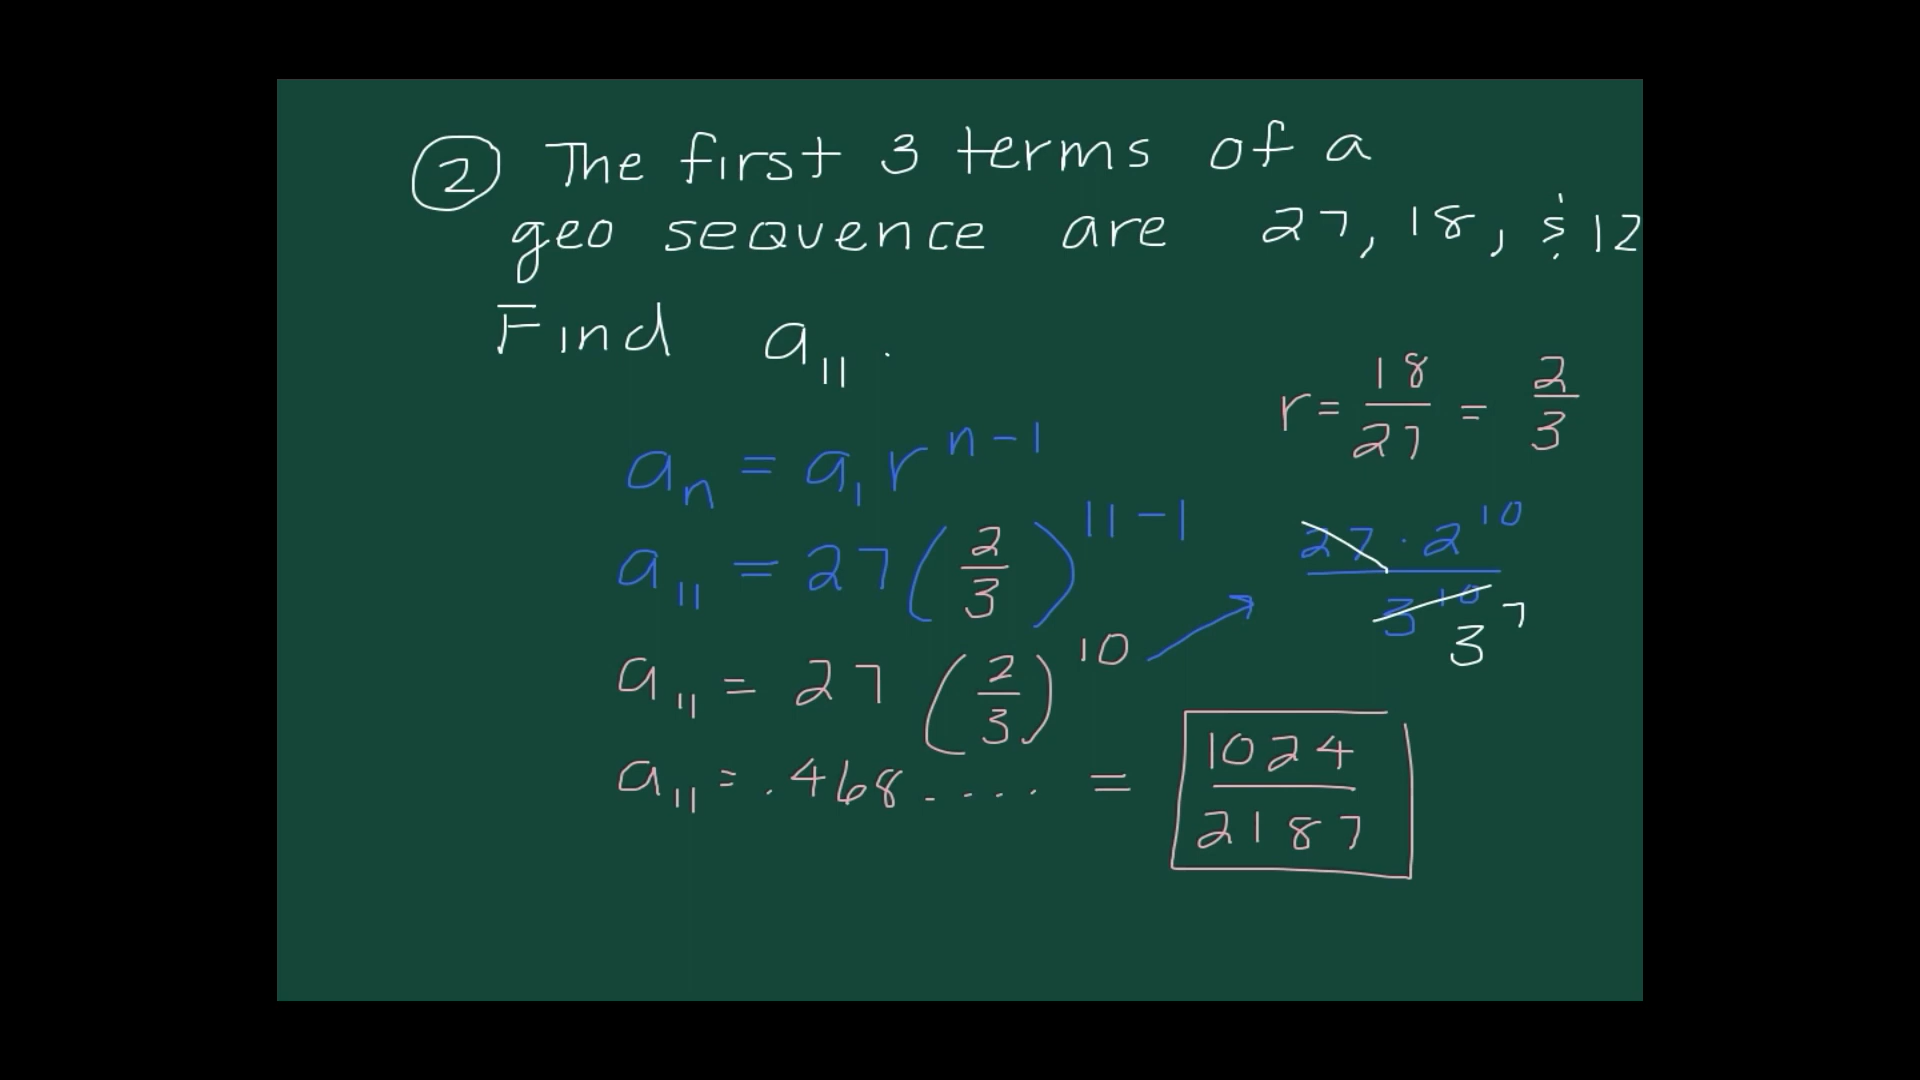 ② The first 3 terms of a
geo sequence are 27, 18, & 12
Find a₁₁.
r = 18/27 = 2/3
aₙ = a₁rⁿ⁻¹
a₁₁ = 27(2/3)¹¹⁻¹
27 · 2¹⁰
3¹⁰
3⁷
a₁₁ = 27(2/3)¹⁰
a₁₁ = .468.... = 1024/2187